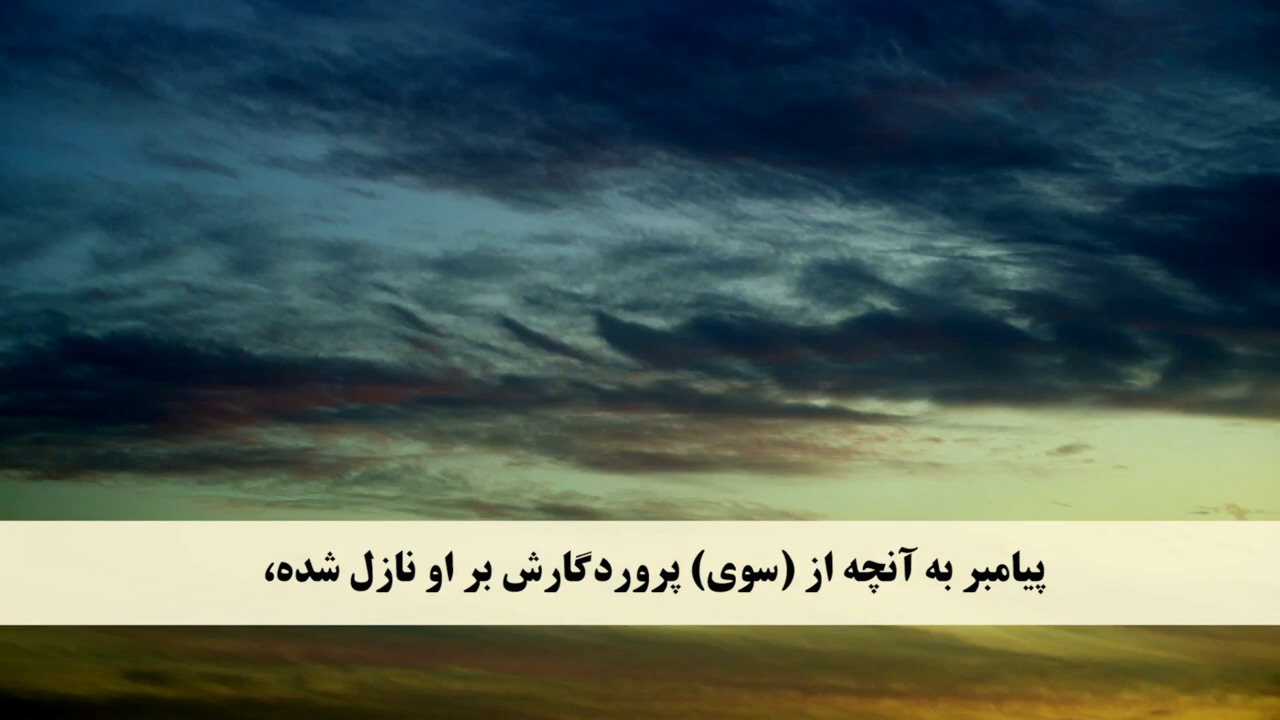 پیامبر به آنچه از (سوی) پروردگارش بر او نازل شده،